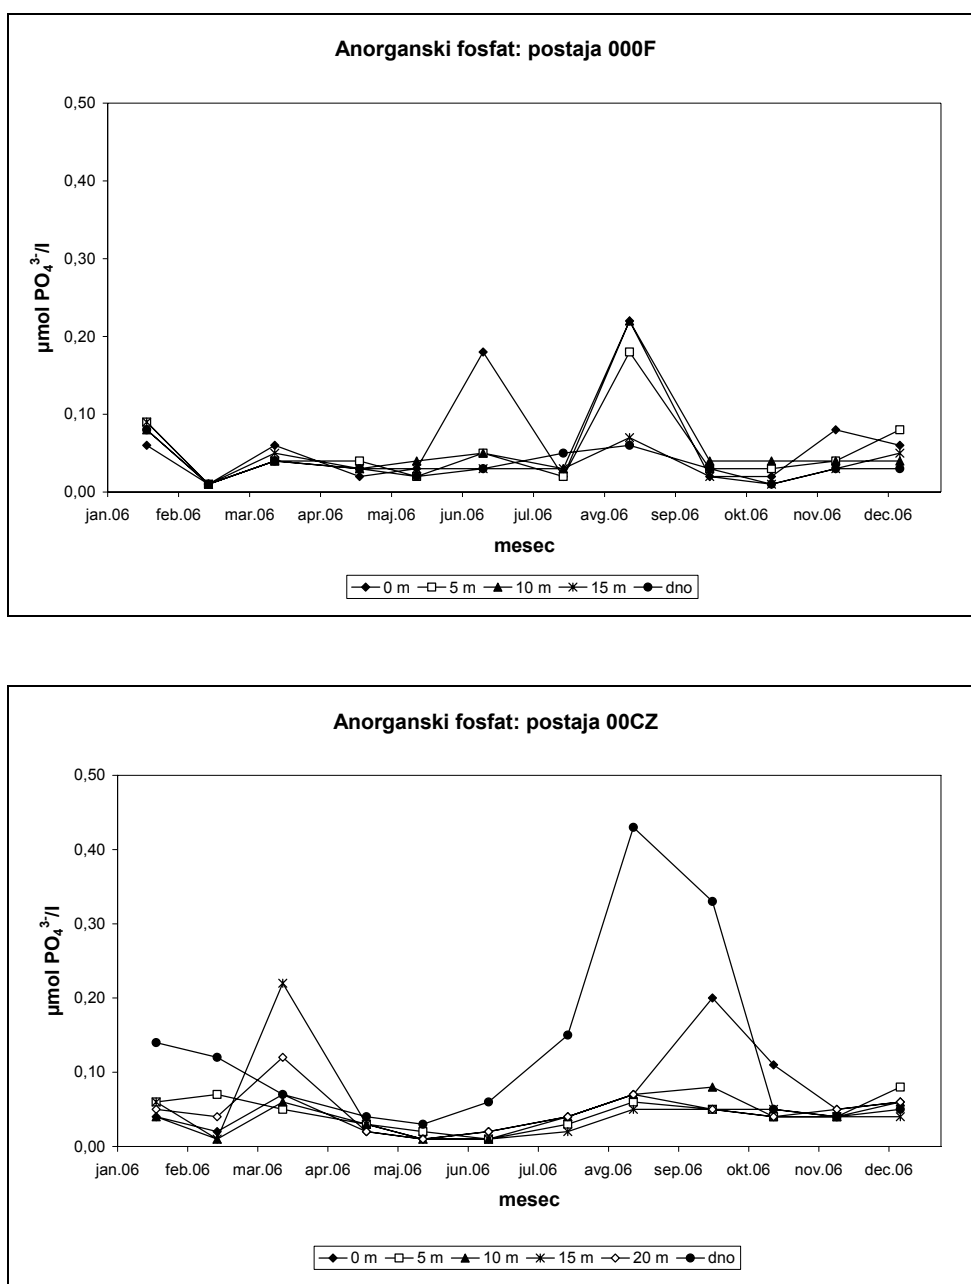 Anorganski fosfat: postaja 000F
0,50
0,40
0,30
0,20
0,10
0,00
µmol PO₄³⁻/l
jan.06 feb.06 mar.06 apr.06 maj.06 jun.06 jul.06 avg.06 sep.06 okt.06 nov.06 dec.06
mesec
0 m 5 m 10 m 15 m dno
Anorganski fosfat: postaja 00CZ
0,50
0,40
0,30
0,20
0,10
0,00
µmol PO₄³⁻/l
jan.06 feb.06 mar.06 apr.06 maj.06 jun.06 jul.06 avg.06 sep.06 okt.06 nov.06 dec.06
mesec
0 m 5 m 10 m 15 m 20 m dno